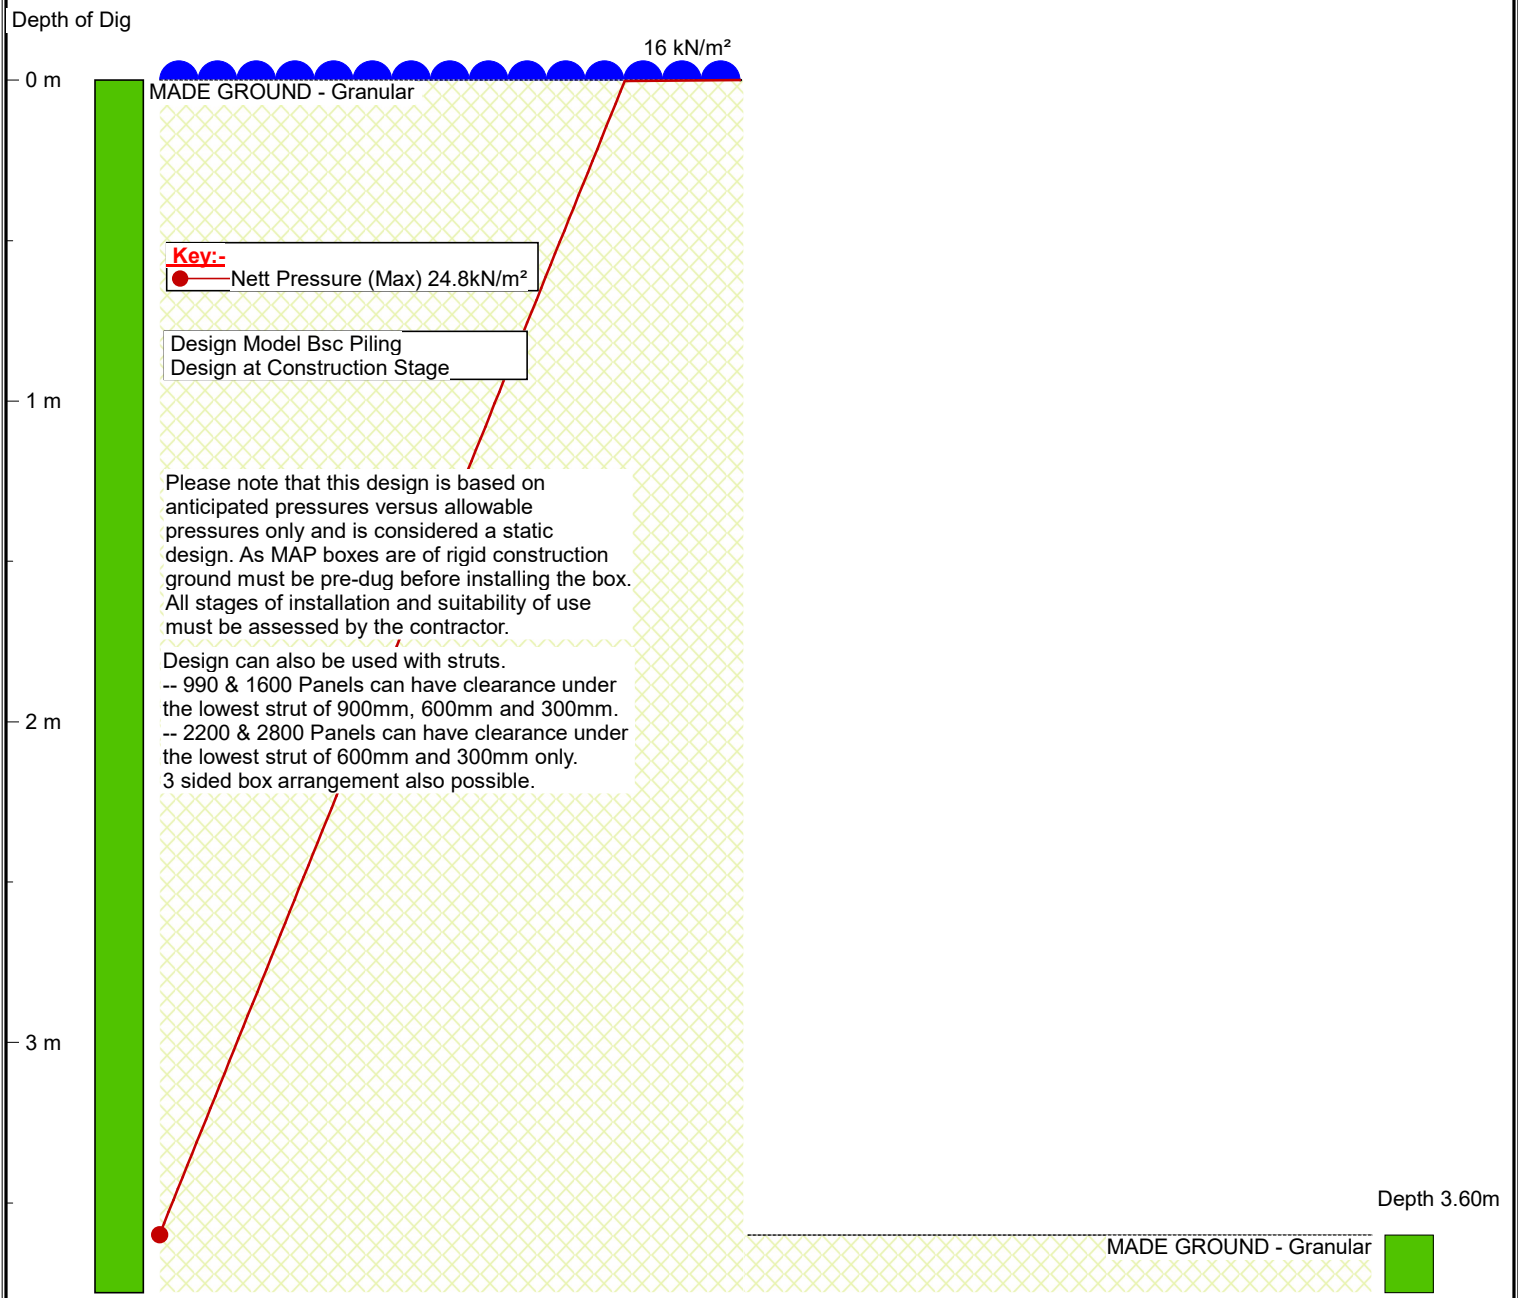 Depth of Dig
16 kN/m²
0 m
MADE GROUND - Granular
Key:-
Nett Pressure (Max) 24.8kN/m²
Design Model Bsc Piling
Design at Construction Stage
1 m
Please note that this design is based on
anticipated pressures versus allowable
pressures only and is considered a static
design. As MAP boxes are of rigid construction
ground must be pre-dug before installing the box.
All stages of installation and suitability of use
must be assessed by the contractor.
Design can also be used with struts.
-- 990 & 1600 Panels can have clearance under
the lowest strut of 900mm, 600mm and 300mm.
-- 2200 & 2800 Panels can have clearance under
the lowest strut of 600mm and 300mm only.
3 sided box arrangement also possible.
2 m
3 m
Depth 3.60m
MADE GROUND - Granular